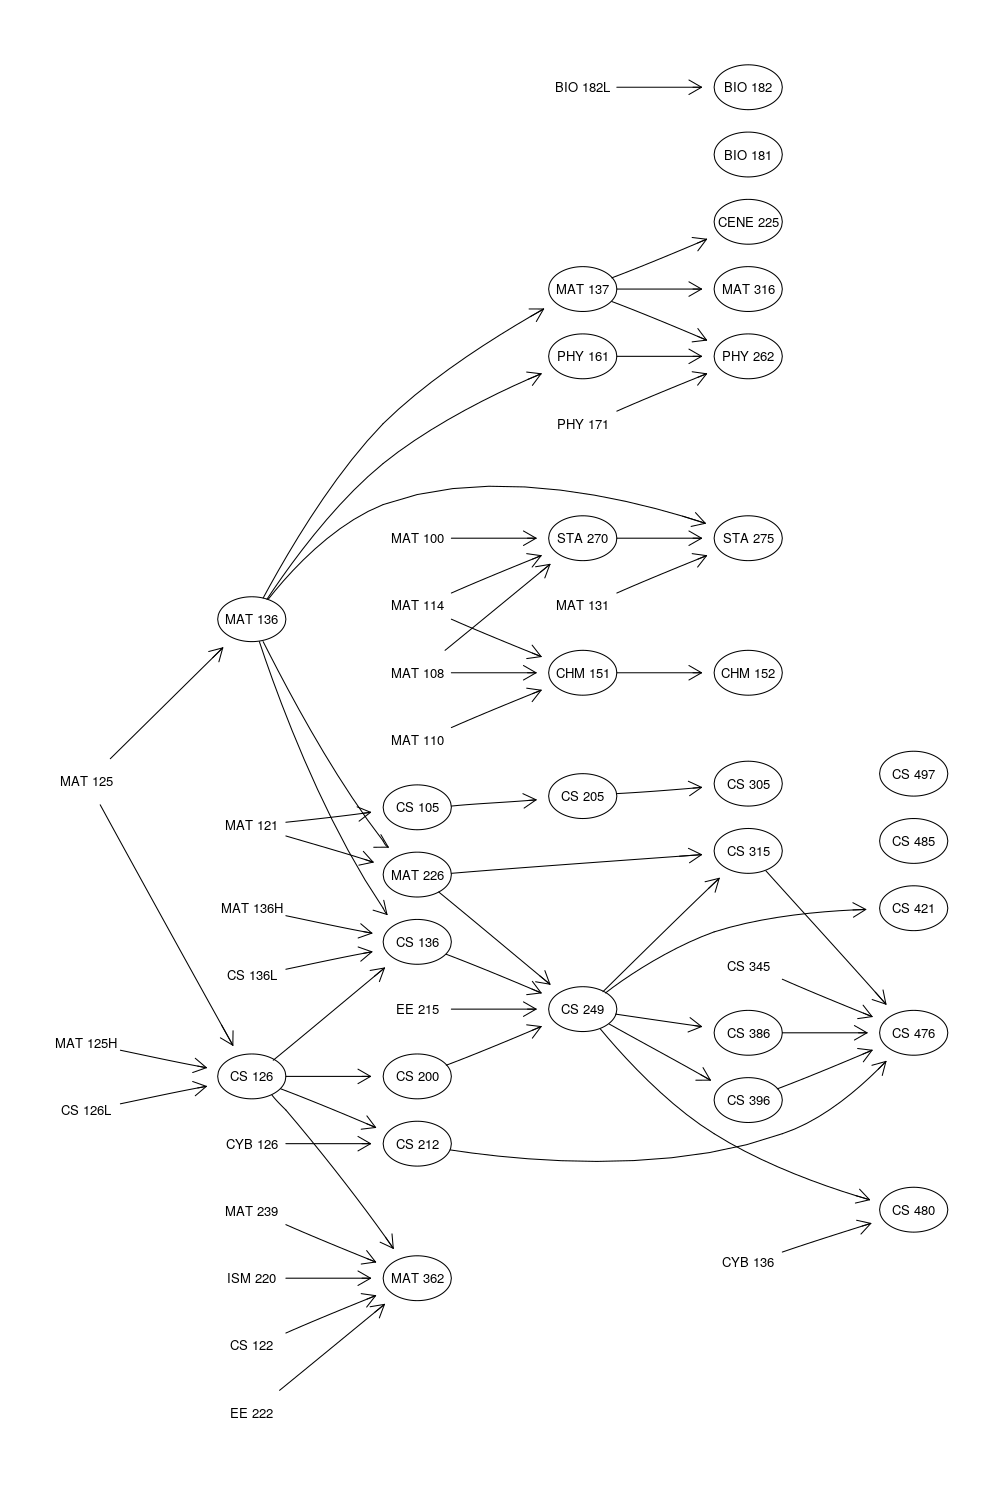 BIO 182L
BIO 182
BIO 181
CENE 225
MAT 137
MAT 316
PHY 161
PHY 262
PHY 171
MAT 100
STA 270
STA 275
MAT 114
MAT 131
MAT 136
MAT 108
CHM 151
CHM 152
MAT 110
CS 497
MAT 125
CS 105
CS 205
CS 305
MAT 121
CS 485
CS 315
MAT 226
MAT 136H
CS 421
CS 136
CS 136L
CS 345
EE 215
CS 249
CS 386
CS 476
MAT 125H
CS 126
CS 200
CS 396
CS 126L
CYB 126
CS 212
MAT 239
CS 480
CYB 136
ISM 220
MAT 362
CS 122
EE 222